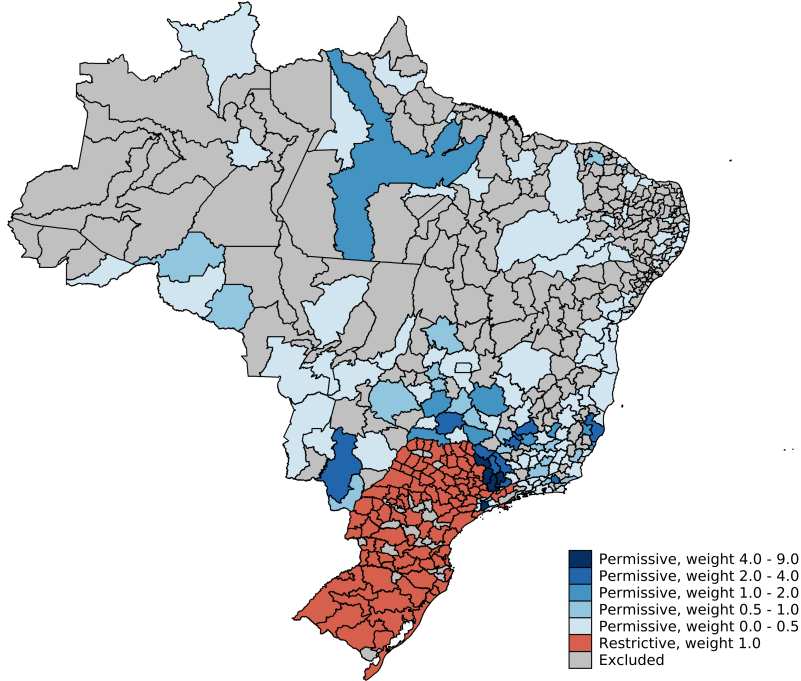 Permissive, weight 4.0 - 9.0
Permissive, weight 2.0 - 4.0
Permissive, weight 1.0 - 2.0
Permissive, weight 0.5 - 1.0
Permissive, weight 0.0 - 0.5
Restrictive, weight 1.0
Excluded